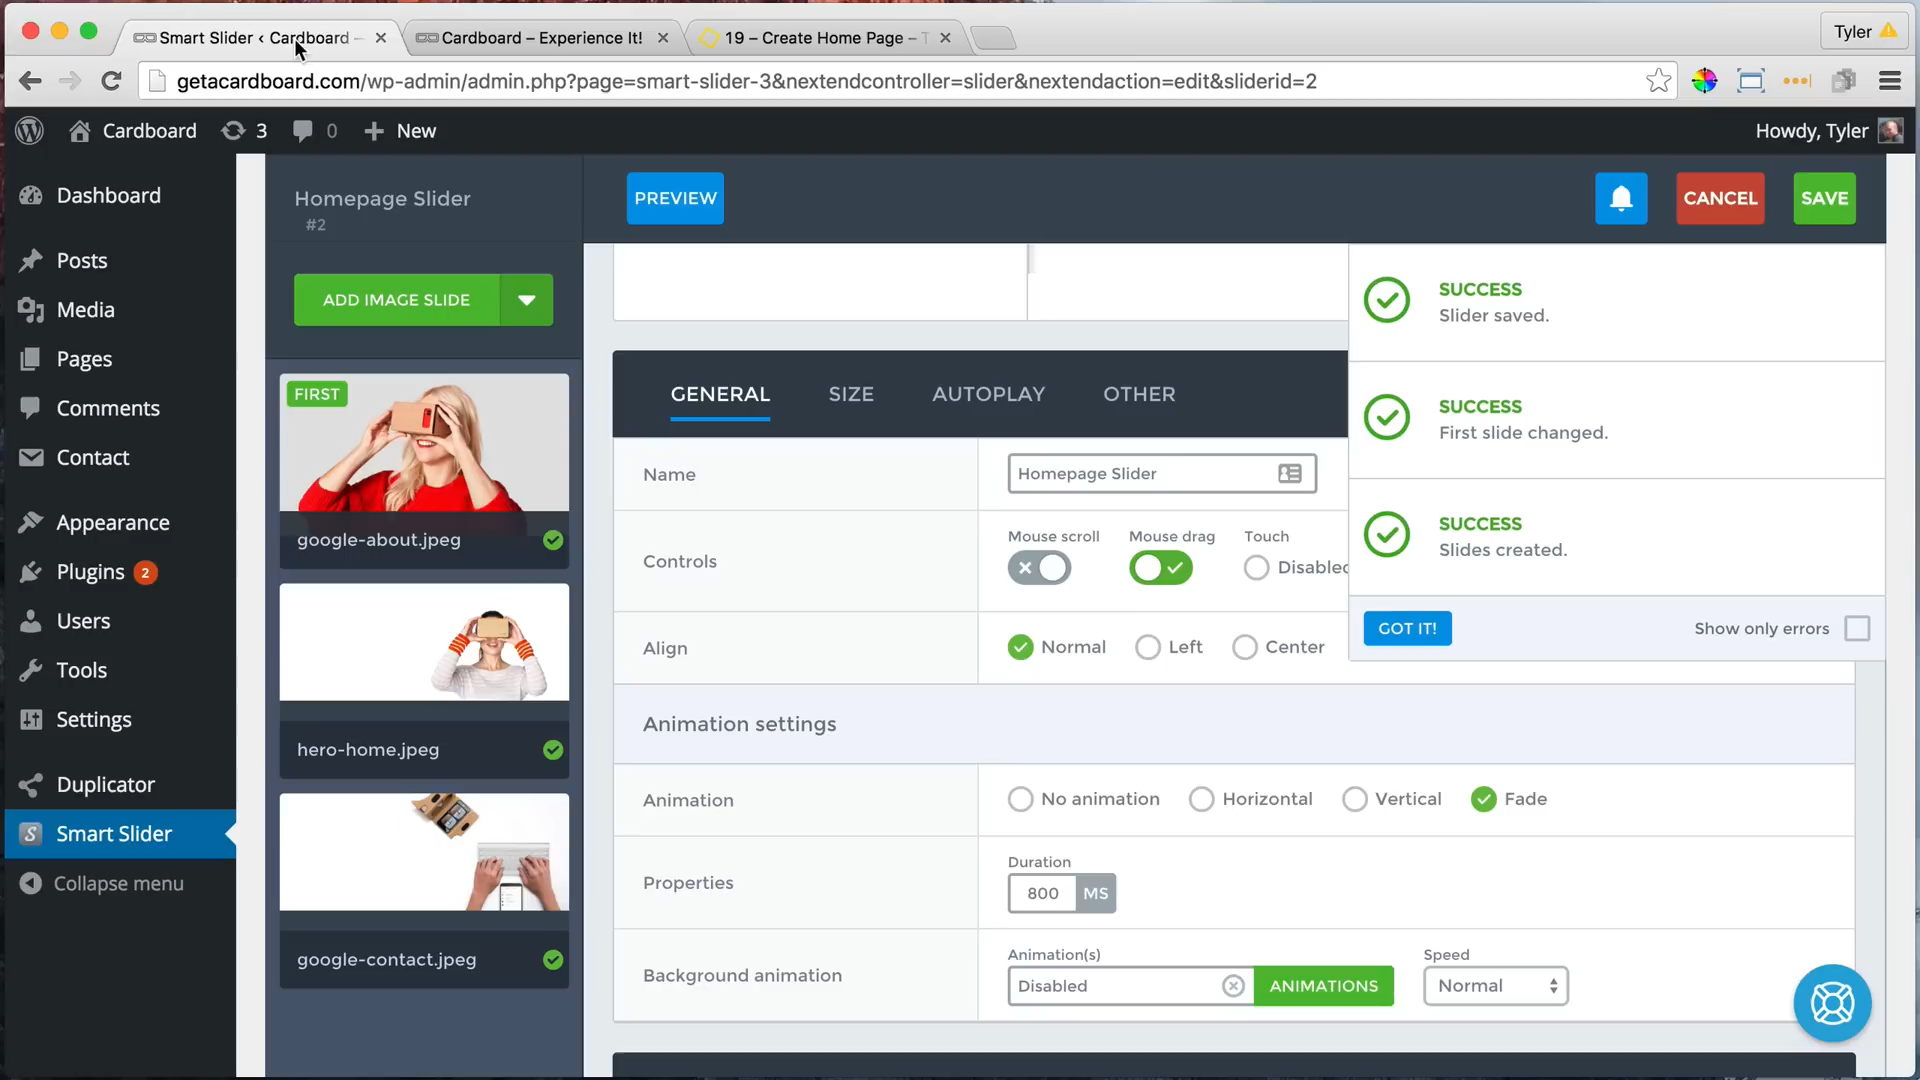 Smart Slider ‹ Cardboard –
Cardboard – Experience It!
19 – Create Home Page – T
Tyler
getacardboard.com/wp-admin/admin.php?page=smart-slider-3&nextendcontroller=slider&nextendaction=edit&sliderid=2
Cardboard
3
0
New
Howdy, Tyler
Dashboard
Posts
Media
Pages
Comments
Contact
Appearance
Plugins 2
Users
Tools
Settings
Duplicator
Smart Slider
Collapse menu
Homepage Slider
#2
PREVIEW
CANCEL
SAVE
ADD IMAGE SLIDE
FIRST
google-about.jpeg
hero-home.jpeg
google-contact.jpeg
GENERAL
SIZE
AUTOPLAY
OTHER
Name
Homepage Slider
Controls
Mouse scroll
Mouse drag
Touch
Disabled
Align
Normal
Left
Center
SUCCESS
Slider saved.
SUCCESS
First slide changed.
SUCCESS
Slides created.
GOT IT!
Show only errors
Animation settings
Animation
No animation
Horizontal
Vertical
Fade
Properties
Duration
800 MS
Background animation
Animation(s)
Disabled
ANIMATIONS
Speed
Normal